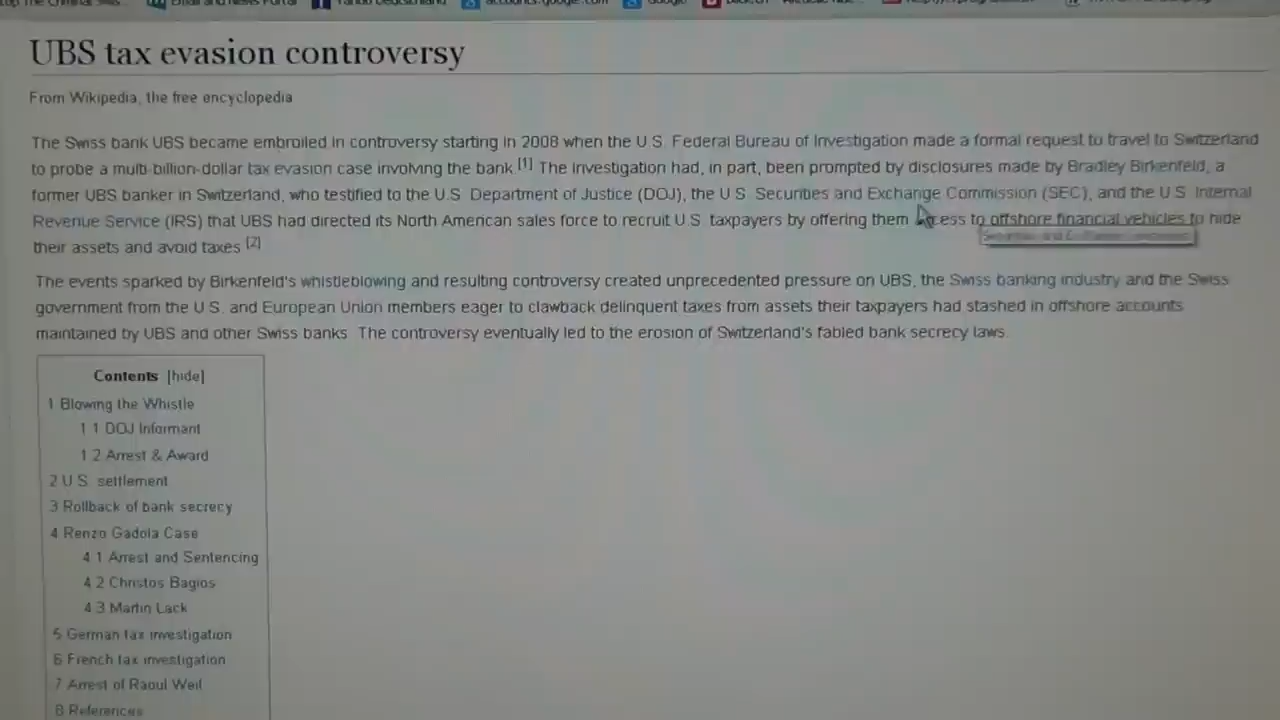 Email and News Portal Yahoo Deutschland accounts.google.com Google
UBS tax evasion controversy
From Wikipedia, the free encyclopedia
The Swiss bank UBS became embroiled in controversy starting in 2008 when the U.S. Federal Bureau of Investigation made a formal request to travel to Switzerland
to probe a multi-billion-dollar tax evasion case involving the bank.[1] The investigation had, in part, been prompted by disclosures made by Bradley Birkenfeld, a
former UBS banker in Switzerland, who testified to the U.S. Department of Justice (DOJ), the U.S. Securities and Exchange Commission (SEC), and the U.S. Internal
Revenue Service (IRS) that UBS had directed its North American sales force to recruit U.S. taxpayers by offering them access to offshore financial vehicles to hide
their assets and avoid taxes.[2]
The events sparked by Birkenfeld's whistleblowing and resulting controversy created unprecedented pressure on UBS, the Swiss banking industry and the Swiss
government from the U.S. and European Union members eager to clawback delinquent taxes from assets their taxpayers had stashed in offshore accounts
maintained by UBS and other Swiss banks. The controversy eventually led to the erosion of Switzerland's fabled bank secrecy laws.
Contents [hide]
1 Blowing the Whistle
1.1 DOJ Informant
1.2 Arrest & Award
2 U.S. settlement
3 Rollback of bank secrecy
4 Renzo Gadola Case
4.1 Arrest and Sentencing
4.2 Christos Bagios
4.3 Martin Lack
5 German tax investigation
6 French tax investigation
7 Arrest of Raoul Weil
8 References